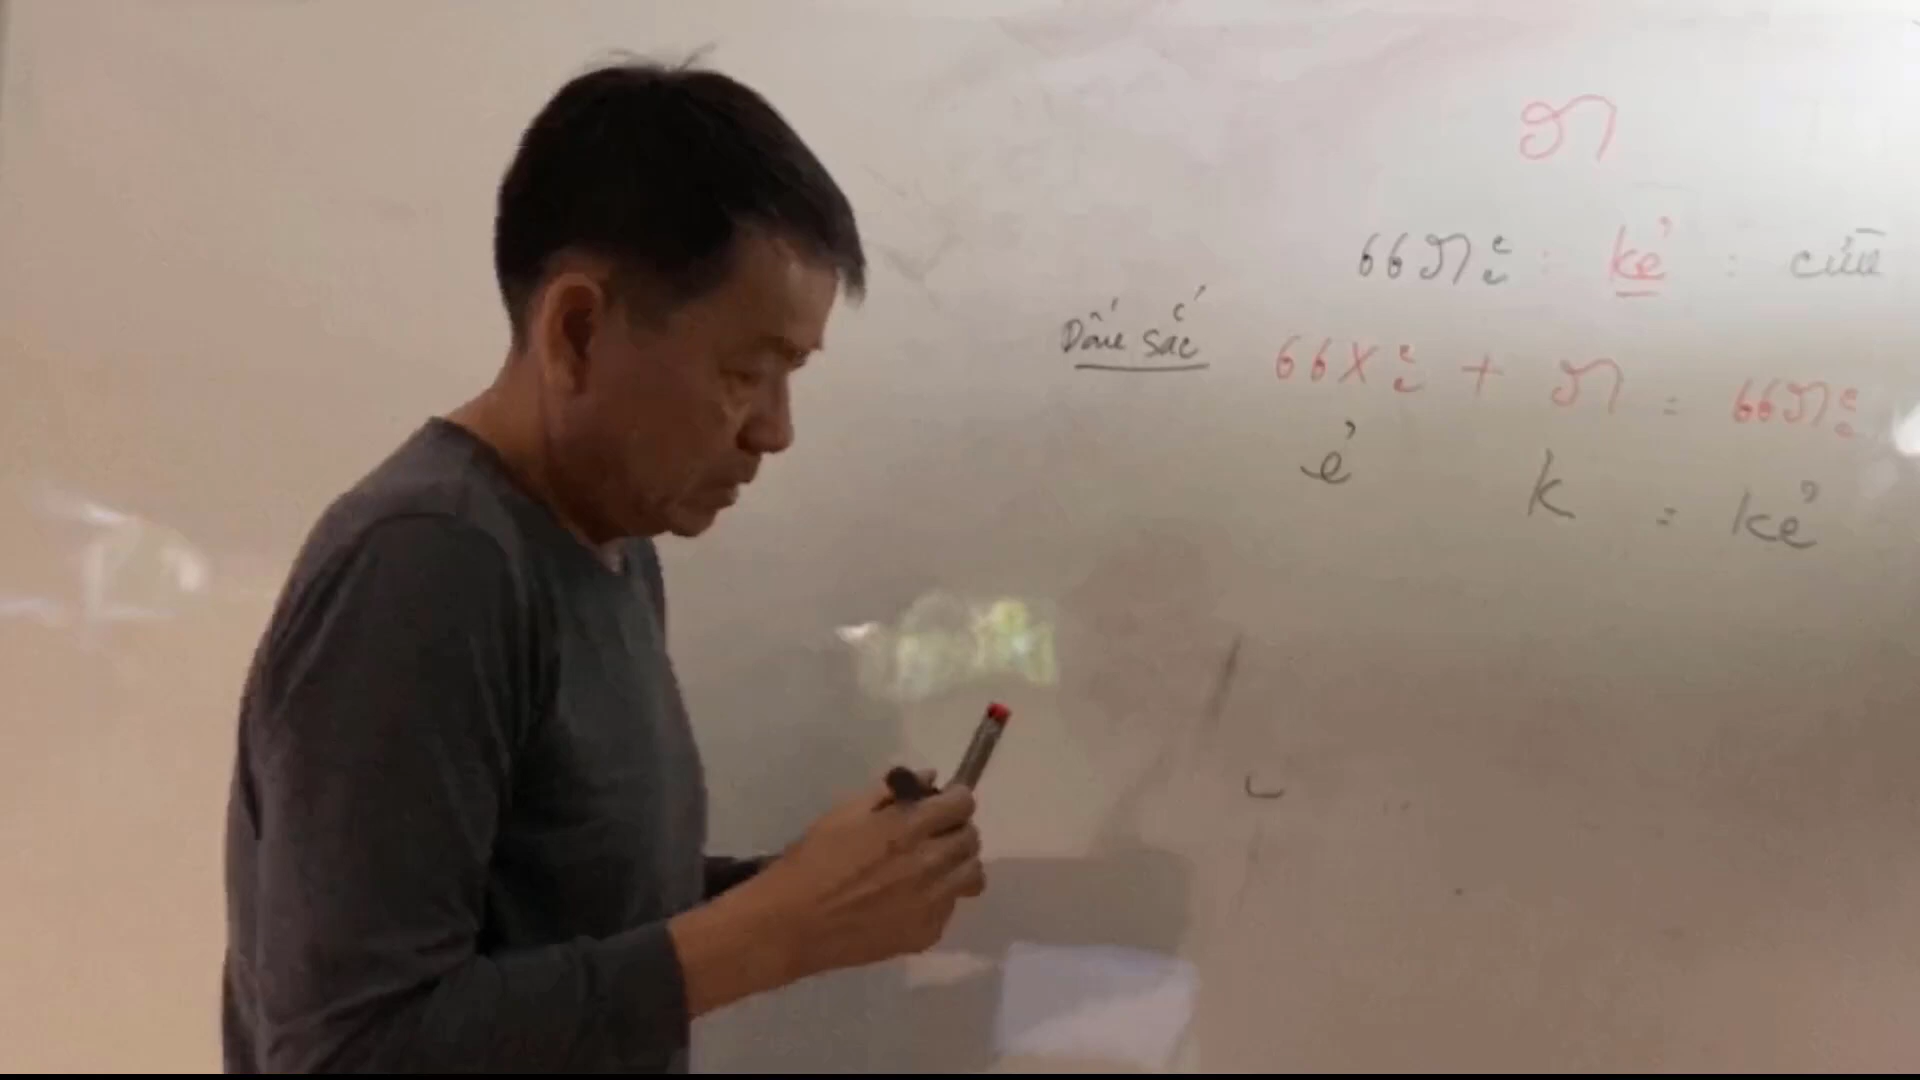 ກ
ແກະ : kẻ : cừu
Dấu sắc ແxະ + ກ = ແກະ
ẻ k = kẻ